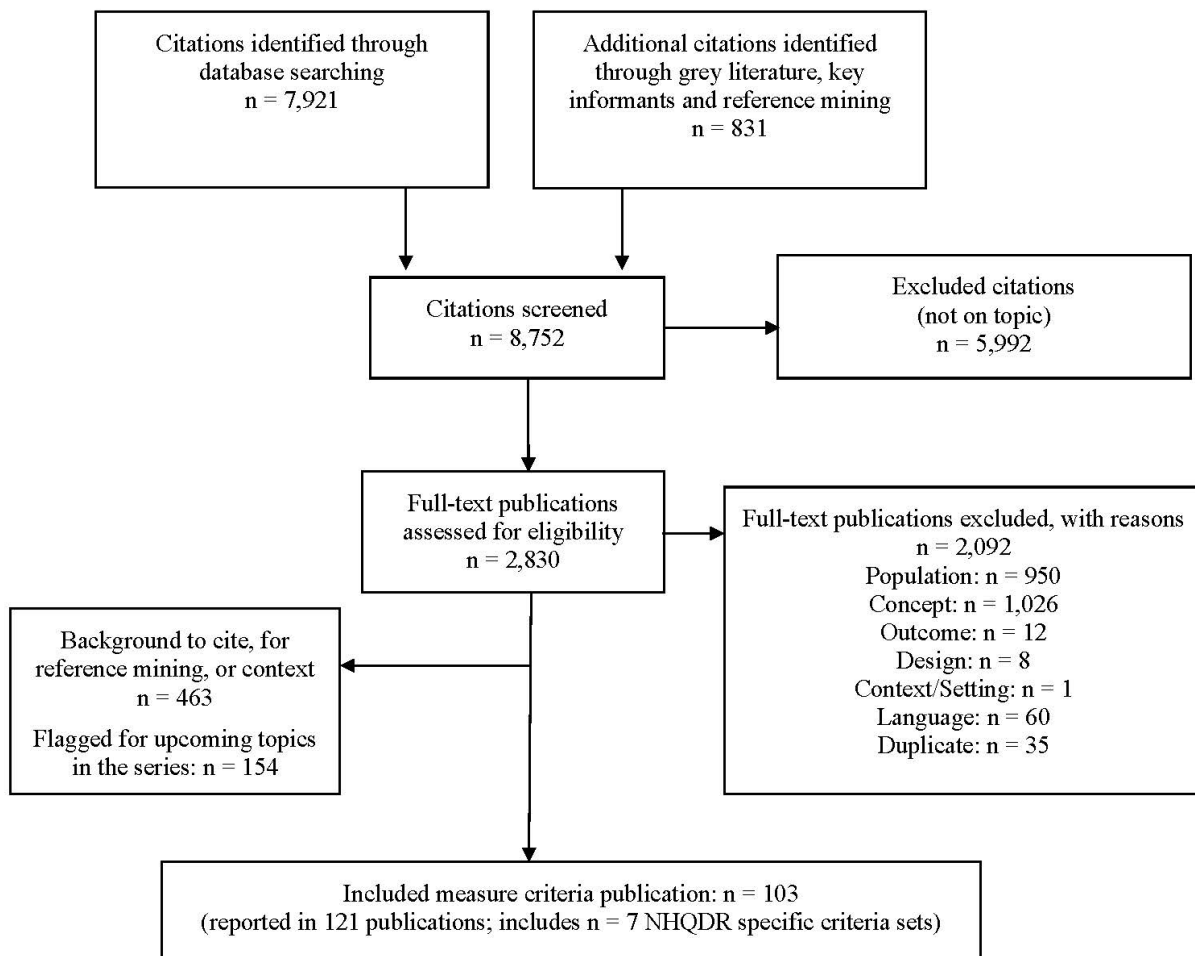 Citations identified through
database searching
n = 7,921
Additional citations identified
through grey literature, key
informants and reference mining
n = 831
Citations screened
n = 8,752
Excluded citations
(not on topic)
n = 5,992
Full-text publications
assessed for eligibility
n = 2,830
Full-text publications excluded, with reasons
n = 2,092
Population: n = 950
Concept: n = 1,026
Outcome: n = 12
Design: n = 8
Context/Setting: n = 1
Language: n = 60
Duplicate: n = 35
Background to cite, for
reference mining, or context
n = 463
Flagged for upcoming topics
in the series: n = 154
Included measure criteria publication: n = 103
(reported in 121 publications; includes n = 7 NHQDR specific criteria sets)